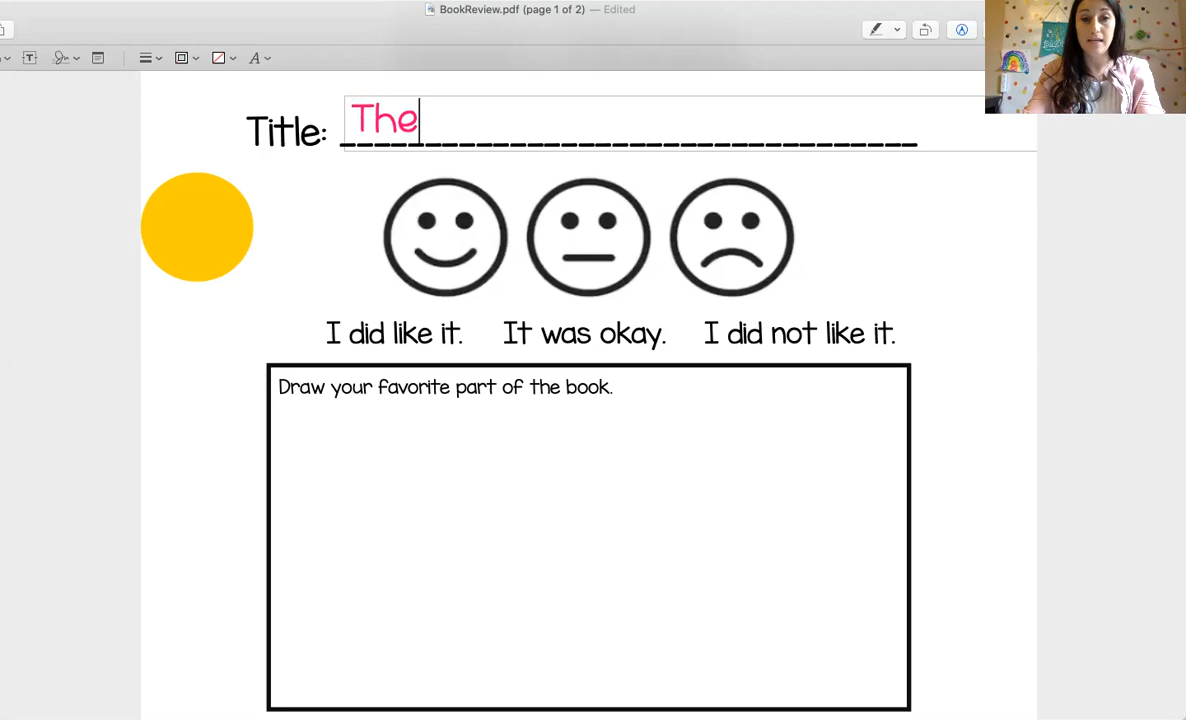 BookReview.pdf (page 1 of 2) — Edited
Title: The
I did like it. It was okay. I did not like it.
Draw your favorite part of the book.